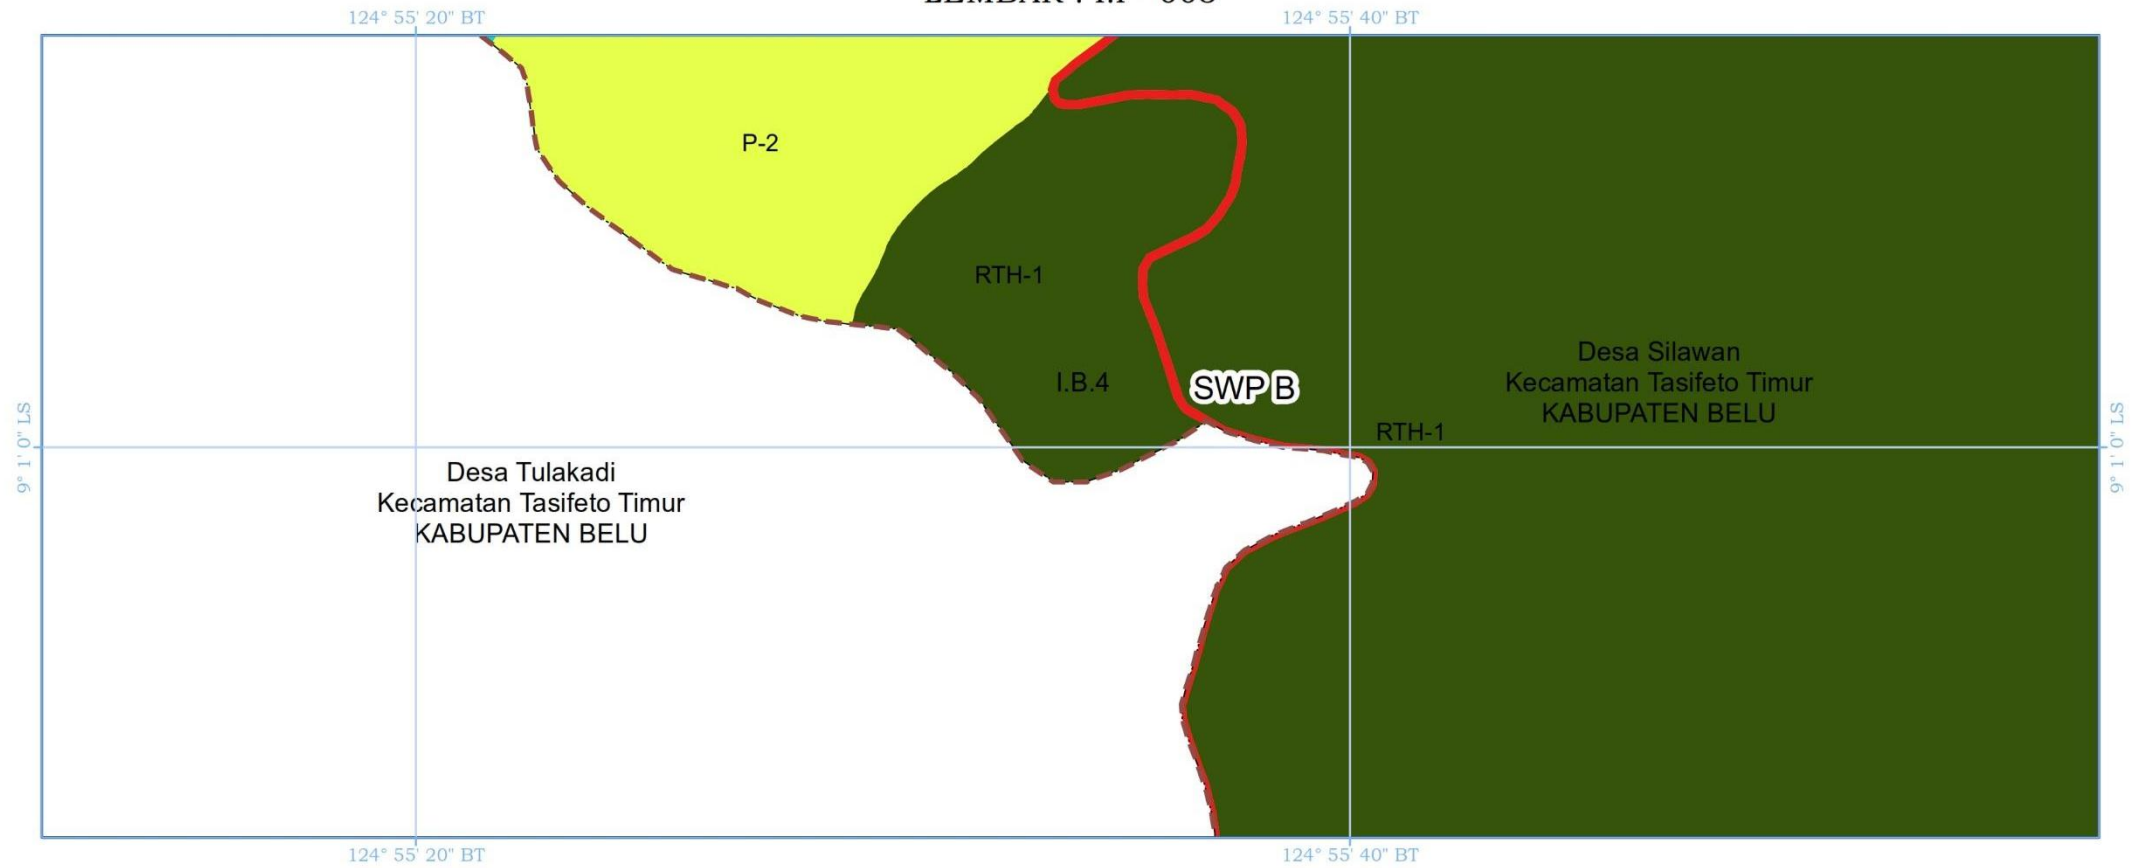 124° 55' 20" BT
124° 55' 40" BT
P-2
RTH-1
I.B.4
SWP B
Desa Silawan
Kecamatan Tasifeto Timur
KABUPATEN BELU
RTH-1
9° 1' 0" LS
9° 1' 0" LS
Desa Tulakadi
Kecamatan Tasifeto Timur
KABUPATEN BELU
124° 55' 20" BT
124° 55' 40" BT